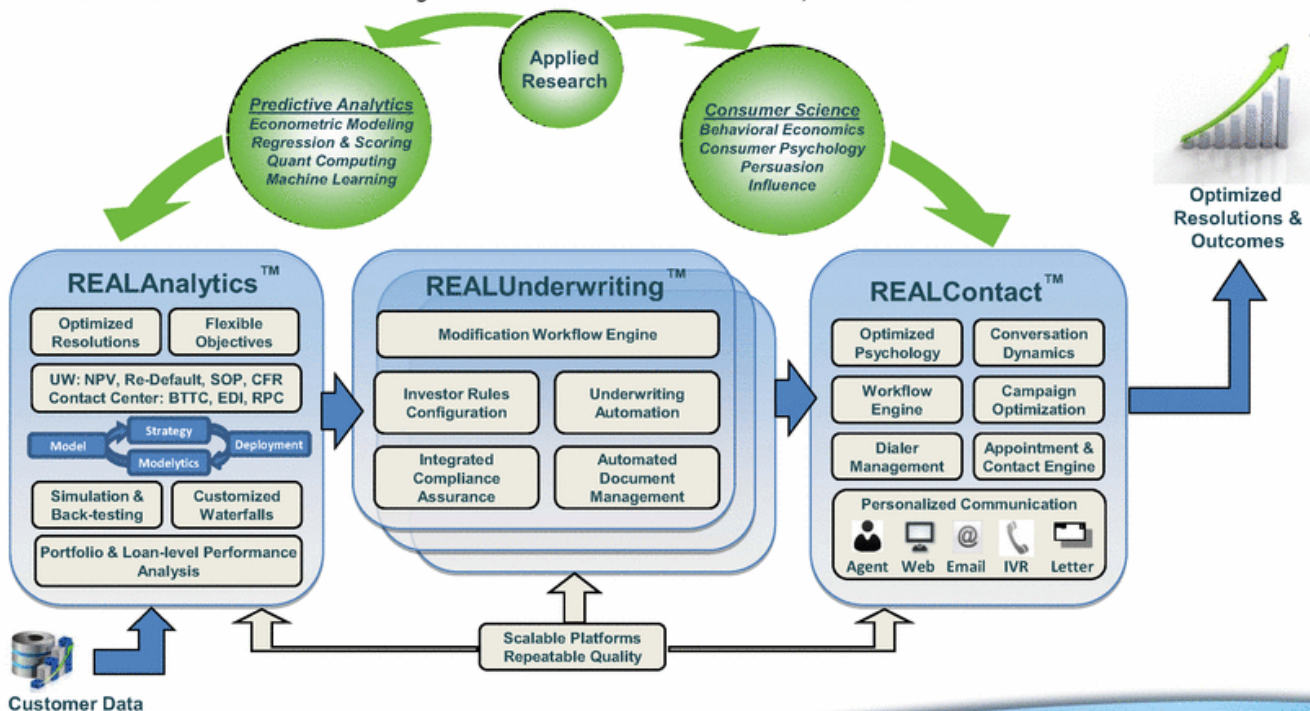 Applied
Research
Predictive Analytics
Econometric Modeling
Regression & Scoring
Quant Computing
Machine Learning
Consumer Science
Behavioral Economics
Consumer Psychology
Persuasion
Influence
Optimized
Resolutions &
Outcomes
REALAnalytics™
Optimized
Resolutions
Flexible
Objectives
UW: NPV, Re-Default, SOP, CFR
Contact Center: BTTC, EDI, RPC
Model
Strategy
Deployment
Modelytics
Simulation &
Back-testing
Customized
Waterfalls
Portfolio & Loan-level Performance
Analysis
REALUnderwriting™
Modification Workflow Engine
Investor Rules
Configuration
Underwriting
Automation
Integrated
Compliance
Assurance
Automated
Document
Management
REALContact™
Optimized
Psychology
Conversation
Dynamics
Workflow
Engine
Campaign
Optimization
Dialer
Management
Appointment &
Contact Engine
Personalized Communication
@
Agent Web Email IVR Letter
Scalable Platforms
Repeatable Quality
Customer Data